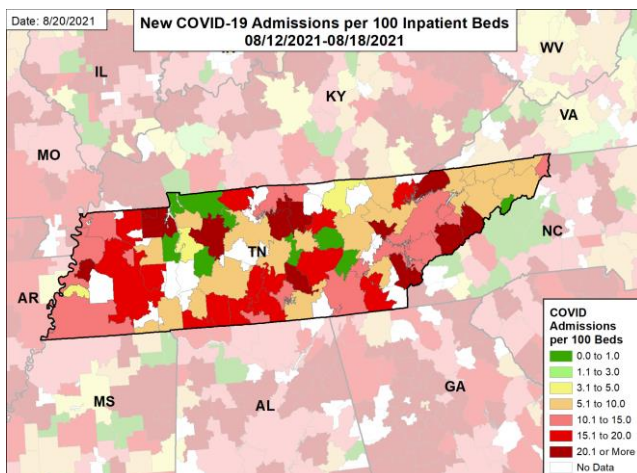 Date: 8/20/2021
New COVID-19 Admissions per 100 Inpatient Beds
08/12/2021-08/18/2021
WV
IL
KY
VA
MO
TN
NC
AR
MS
AL
GA
COVID
Admissions
per 100 Beds
0.0 to 1.0
1.1 to 3.0
3.1 to 5.0
5.1 to 10.0
10.1 to 15.0
15.1 to 20.0
20.1 or More
No Data